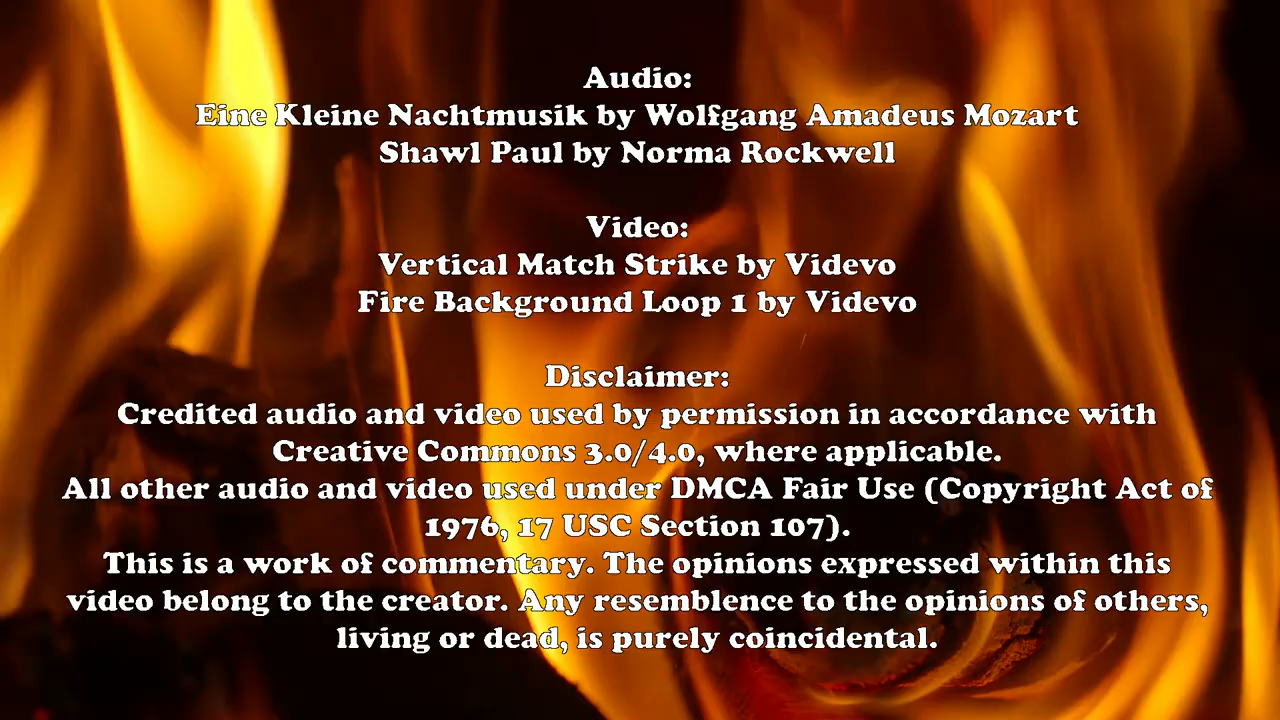 Audio:
Eine Kleine Nachtmusik by Wolfgang Amadeus Mozart
Shawl Paul by Norma Rockwell
Video:
Vertical Match Strike by Videvo
Fire Background Loop 1 by Videvo
Disclaimer:
Credited audio and video used by permission in accordance with
Creative Commons 3.0/4.0, where applicable.
All other audio and video used under DMCA Fair Use (Copyright Act of
1976, 17 USC Section 107).
This is a work of commentary. The opinions expressed within this
video belong to the creator. Any resemblence to the opinions of others,
living or dead, is purely coincidental.